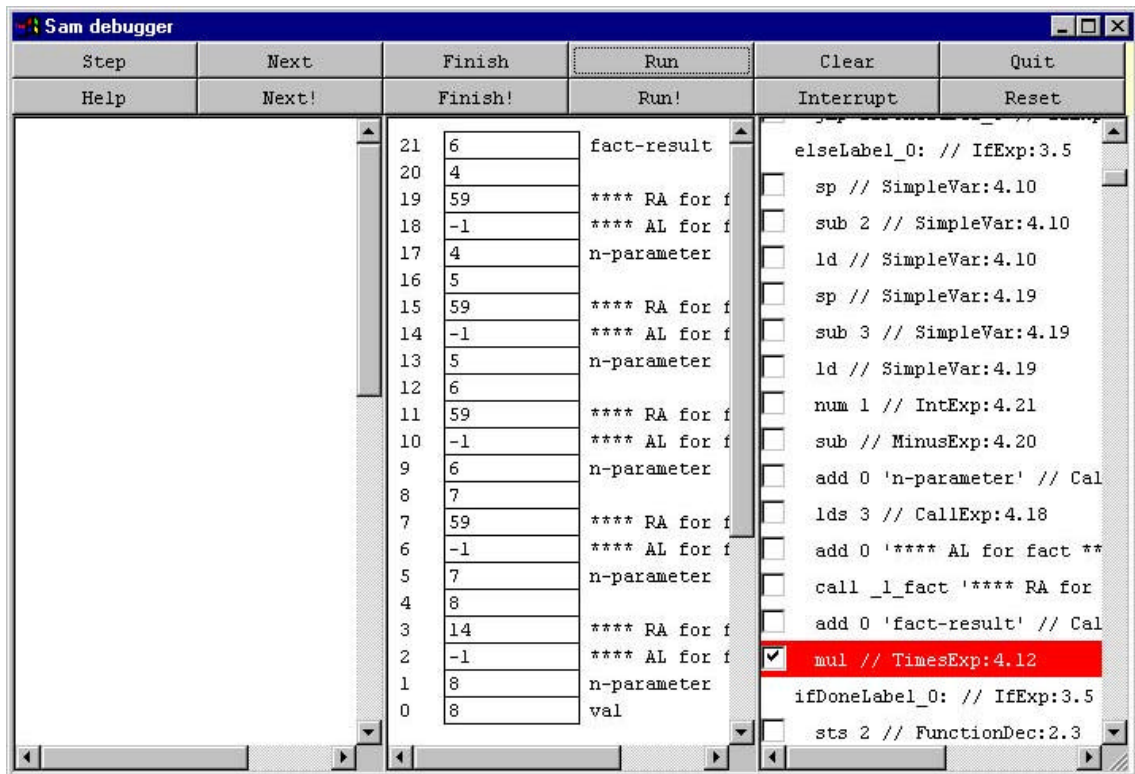 Sam debugger
Step Next Finish Run Clear Quit
Help Next! Finish! Run! Interrupt Reset
21 6 fact-result
20 4
19 59 **** RA for f
18 -1 **** AL for f
17 4 n-parameter
16 5
15 59 **** RA for f
14 -1 **** AL for f
13 5 n-parameter
12 6
11 59 **** RA for f
10 -1 **** AL for f
9 6 n-parameter
8 7
7 59 **** RA for f
6 -1 **** AL for f
5 7 n-parameter
4 8
3 14 **** RA for f
2 -1 **** AL for f
1 8 n-parameter
0 8 val
elseLabel_0: // IfExp:3.5
sp // SimpleVar:4.10
sub 2 // SimpleVar:4.10
ld // SimpleVar:4.10
sp // SimpleVar:4.19
sub 3 // SimpleVar:4.19
ld // SimpleVar:4.19
num 1 // IntExp:4.21
sub // MinusExp:4.20
add 0 'n-parameter' // Cal
lds 3 // CallExp:4.18
add 0 '**** AL for fact **
call _l_fact '**** RA for
add 0 'fact-result' // Cal
mul // TimesExp:4.12
ifDoneLabel_0: // IfExp:3.5
sts 2 // FunctionDec:2.3